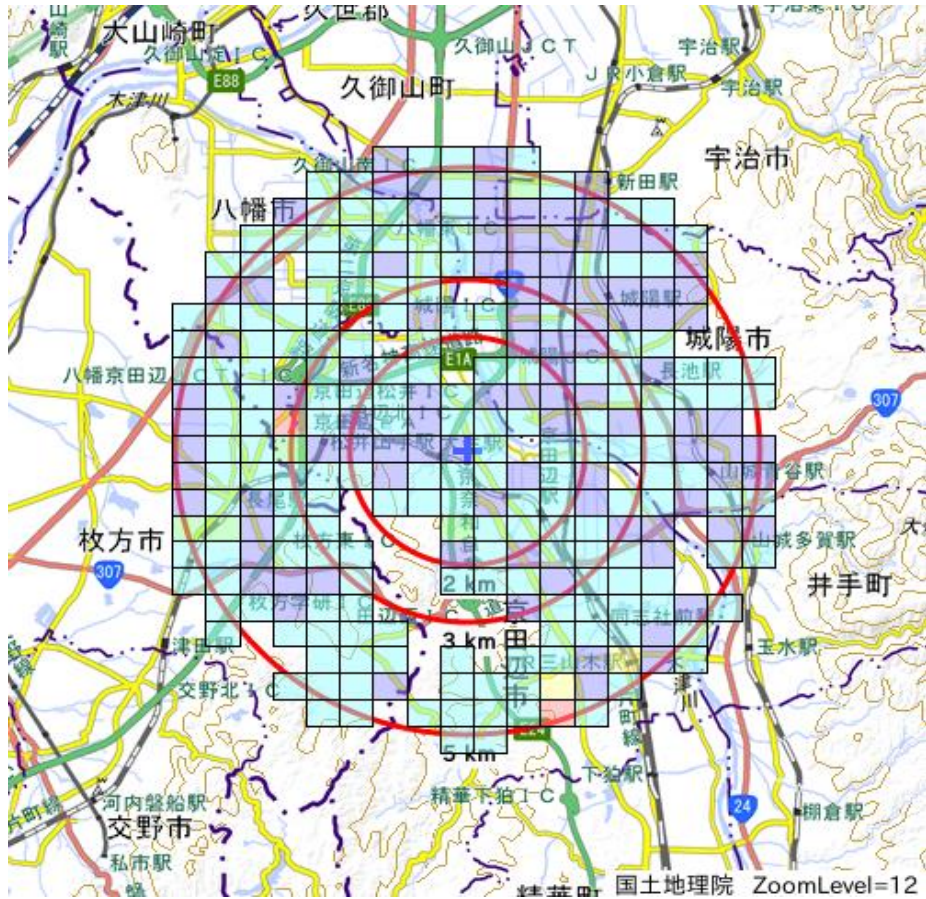 久世郡
大山崎町
山崎駅
久御山淀IC
久御山JCT
宇治駅
E88
JR小倉駅
久御山町
宇治駅
木津川
宇治市
久御山南IC
新田駅
八幡市
八幡東IC
城陽IC
城陽駅
城陽市
E1A
長池駅
八幡京田辺JCT・IC
307
京田辺松井IC
松井山手駅
大住駅
京田辺駅
山城青谷駅
長尾
枚方市
枚方東IC
山城多賀駅
307
2 km
井手町
枚方学研IC
田辺西IC
同志社前駅
3 km
津田駅
京田辺市
玉水駅
JR三山木駅
木津川
交野北IC
5 km
下狛駅
河内磐船駅
精華下狛IC
24
棚倉駅
片町線
交野市
私市駅
精華町
国土地理院 ZoomLevel=12